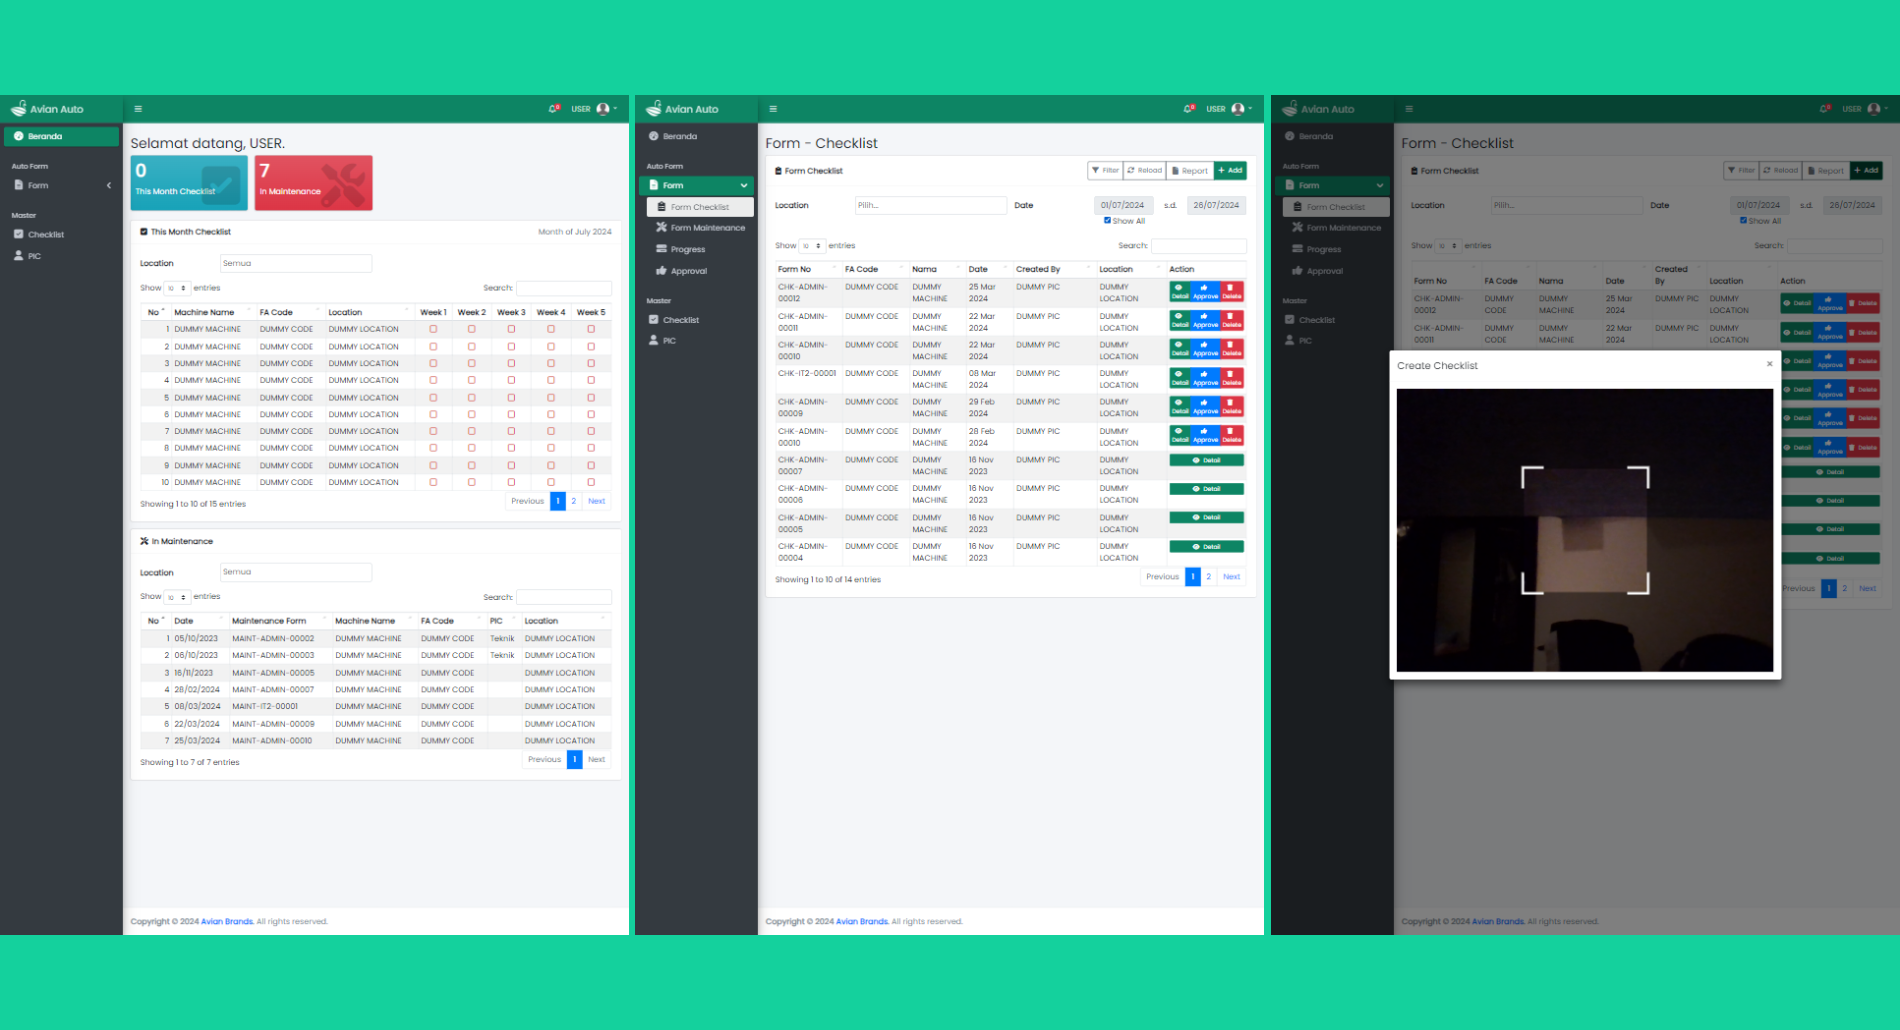 Avian Auto
USER
Beranda
Auto Form
Form
Master
Checklist
PIC
Selamat datang, USER.
0
This Month Checklist
7
In Maintenance
This Month Checklist
Month of July 2024
Location
Semua
Show 10 entries
Search:
No Machine Name FA Code Location Week 1 Week 2 Week 3 Week 4 Week 5
1 DUMMY MACHINE DUMMY CODE DUMMY LOCATION
2 DUMMY MACHINE DUMMY CODE DUMMY LOCATION
3 DUMMY MACHINE DUMMY CODE DUMMY LOCATION
4 DUMMY MACHINE DUMMY CODE DUMMY LOCATION
5 DUMMY MACHINE DUMMY CODE DUMMY LOCATION
6 DUMMY MACHINE DUMMY CODE DUMMY LOCATION
7 DUMMY MACHINE DUMMY CODE DUMMY LOCATION
8 DUMMY MACHINE DUMMY CODE DUMMY LOCATION
9 DUMMY MACHINE DUMMY CODE DUMMY LOCATION
10 DUMMY MACHINE DUMMY CODE DUMMY LOCATION
Showing 1 to 10 of 15 entries
Previous 1 2 Next
In Maintenance
Location
Semua
Show 10 entries
Search:
No Date Maintenance Form Machine Name FA Code PIC Location
1 05/10/2023 MAINT-ADMIN-00002 DUMMY MACHINE DUMMY CODE Teknik DUMMY LOCATION
2 06/10/2023 MAINT-ADMIN-00003 DUMMY MACHINE DUMMY CODE Teknik DUMMY LOCATION
3 16/11/2023 MAINT-ADMIN-00005 DUMMY MACHINE DUMMY CODE DUMMY LOCATION
4 28/02/2024 MAINT-ADMIN-00007 DUMMY MACHINE DUMMY CODE DUMMY LOCATION
5 08/03/2024 MAINT-IT2-00001 DUMMY MACHINE DUMMY CODE DUMMY LOCATION
6 22/03/2024 MAINT-ADMIN-00009 DUMMY MACHINE DUMMY CODE DUMMY LOCATION
7 25/03/2024 MAINT-ADMIN-00010 DUMMY MACHINE DUMMY CODE DUMMY LOCATION
Showing 1 to 7 of 7 entries
Previous 1 Next
Copyright © 2024 Avian Brands. All rights reserved.
Avian Auto
USER
Beranda
Auto Form
Form
Form Checklist
Form Maintenance
Progress
Approval
Master
Checklist
PIC
Form - Checklist
Form Checklist
Filter Reload Report + Add
Location
Pilih...
Date
01/07/2024 s.d. 26/07/2024
Show All
Show 10 entries
Search:
Form No FA Code Nama Date Created By Location Action
CHK-ADMIN- DUMMY CODE DUMMY 25 Mar DUMMY PIC DUMMY
00012 MACHINE 2024 LOCATION Detail Approve Delete
CHK-ADMIN- DUMMY CODE DUMMY 22 Mar DUMMY PIC DUMMY
00011 MACHINE 2024 LOCATION Detail Approve Delete
CHK-ADMIN- DUMMY CODE DUMMY 22 Mar DUMMY PIC DUMMY
00010 MACHINE 2024 LOCATION Detail Approve Delete
CHK-IT2-00001 DUMMY CODE DUMMY 08 Mar DUMMY PIC DUMMY
MACHINE 2024 LOCATION Detail Approve Delete
CHK-ADMIN- DUMMY CODE DUMMY 29 Feb DUMMY PIC DUMMY
00009 MACHINE 2024 LOCATION Detail Approve Delete
CHK-ADMIN- DUMMY CODE DUMMY 28 Feb DUMMY PIC DUMMY
00010 MACHINE 2024 LOCATION Detail Approve Delete
CHK-ADMIN- DUMMY CODE DUMMY 16 Nov DUMMY PIC DUMMY Detail
00007 MACHINE 2023 LOCATION
CHK-ADMIN- DUMMY CODE DUMMY 16 Nov DUMMY PIC DUMMY Detail
00006 MACHINE 2023 LOCATION
CHK-ADMIN- DUMMY CODE DUMMY 16 Nov DUMMY PIC DUMMY Detail
00005 MACHINE 2023 LOCATION
CHK-ADMIN- DUMMY CODE DUMMY 16 Nov DUMMY PIC DUMMY Detail
00004 MACHINE 2023 LOCATION
Showing 1 to 10 of 14 entries
Previous 1 2 Next
Copyright © 2024 Avian Brands. All rights reserved.
Avian Auto
USER
Beranda
Auto Form
Form
Form Checklist
Form Maintenance
Progress
Approval
Master
Checklist
PIC
Form - Checklist
Form Checklist
Filter Reload Report + Add
Location
Pilih...
Date
01/07/2024 s.d. 26/07/2024
Show All
Show 10 entries
Search:
Form No FA Code Nama Date Created By Location Action
CHK-ADMIN- DUMMY DUMMY 25 Mar DUMMY PIC DUMMY Detail Approve Delete
00012 CODE MACHINE 2024 LOCATION
CHK-ADMIN- DUMMY DUMMY 22 Mar DUMMY PIC DUMMY Detail Approve Delete
00011 CODE MACHINE 2024 LOCATION
Create Checklist ×
Detail Approve Delete
Detail Approve Delete
Detail Approve Delete
Detail Approve Delete
Detail
Detail
Detail
Detail
Previous 1 2 Next
Copyright © 2024 Avian Brands. All rights reserved.